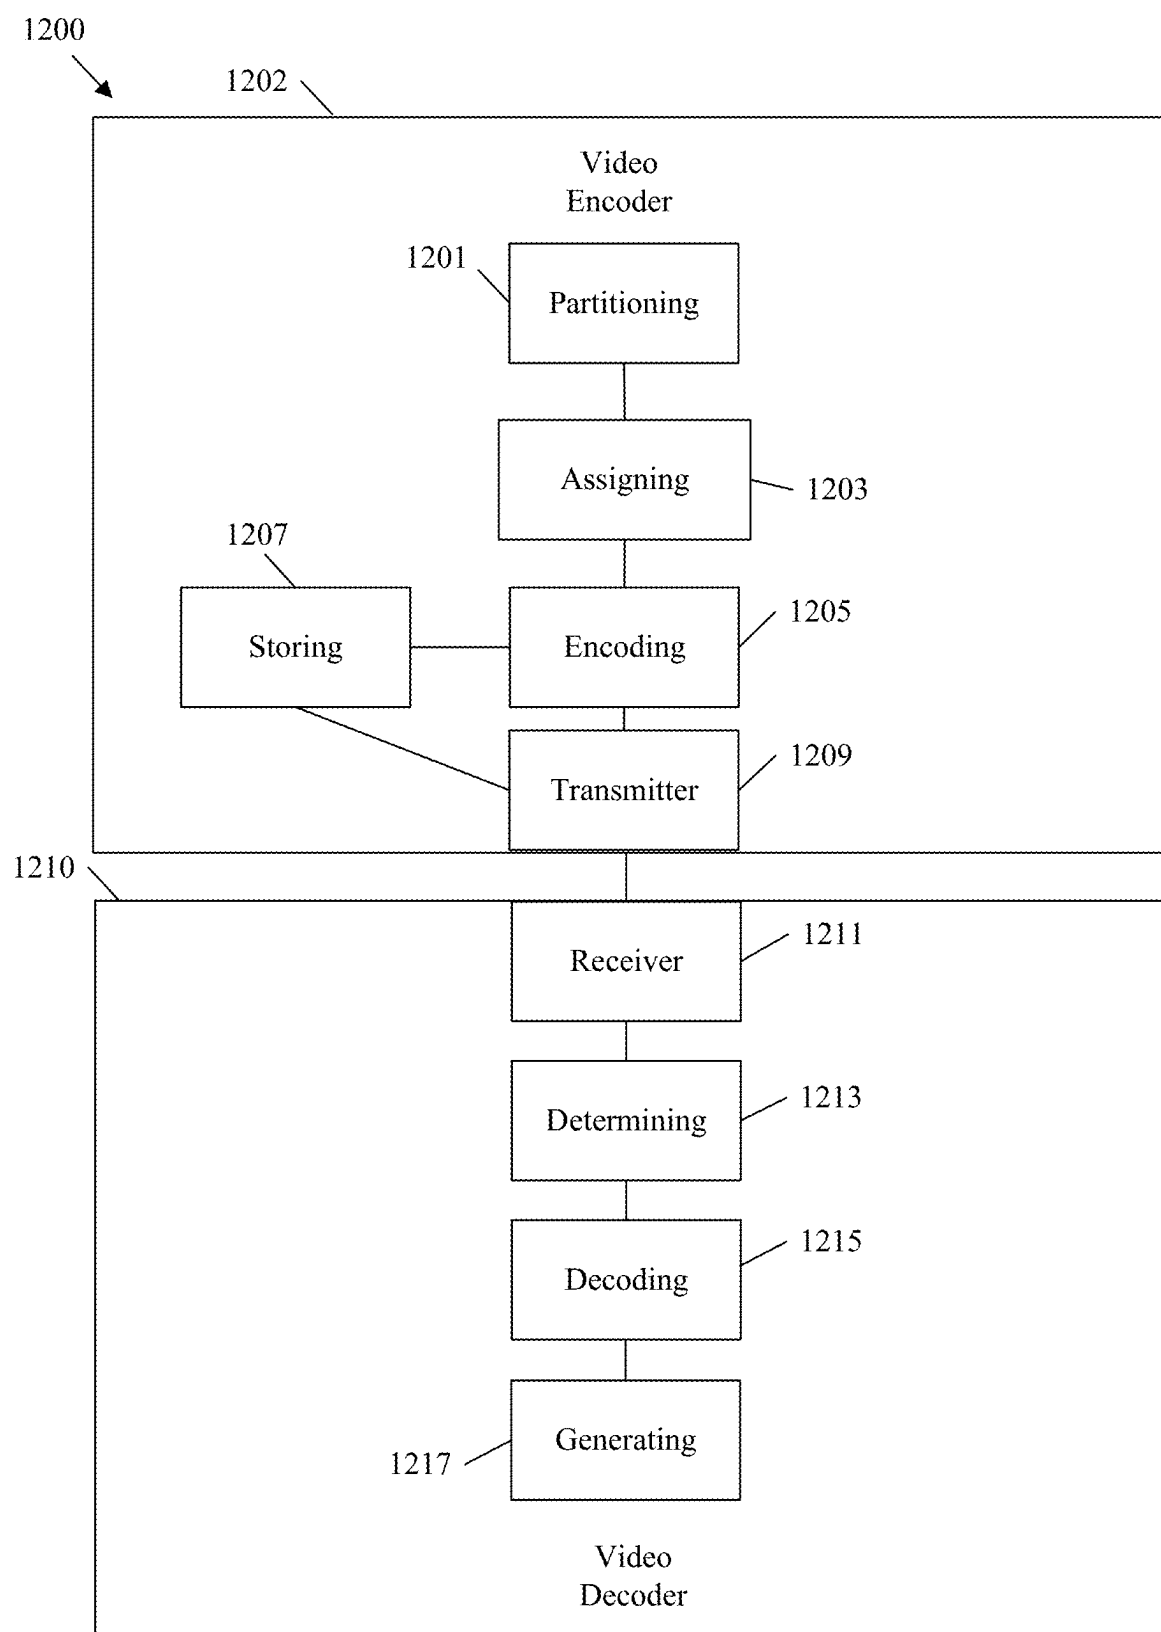 1200
1202
Video
Encoder
1201
Partitioning
Assigning
1203
1207
Storing
Encoding
1205
Transmitter
1209
1210
Receiver
1211
Determining
1213
Decoding
1215
Generating
1217
Video
Decoder